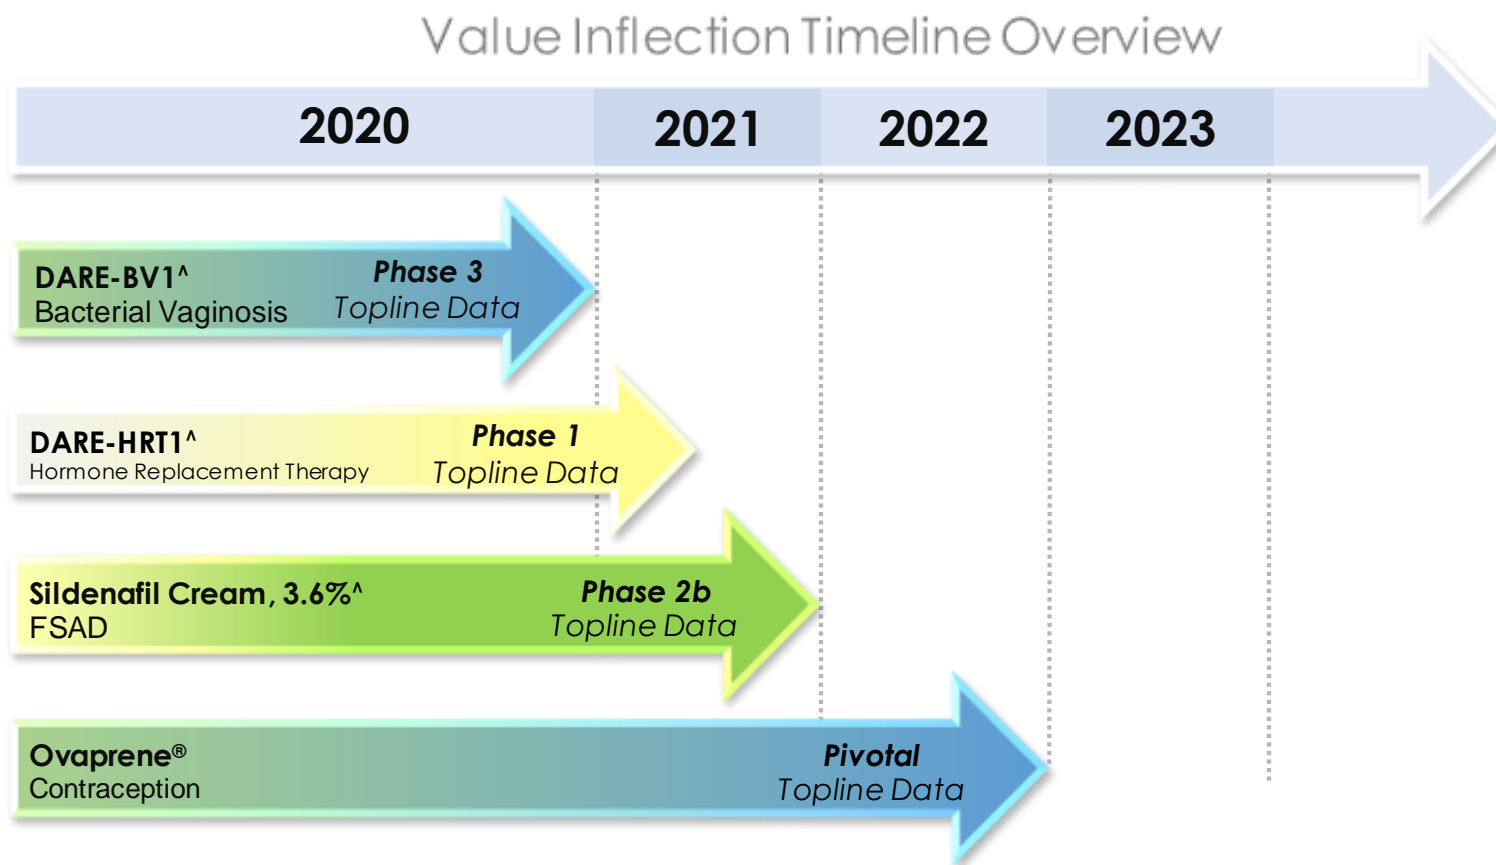 Value Inflection Timeline Overview
2020 2021 2022 2023
DARE-BV1^ Phase 3
Bacterial Vaginosis Topline Data
DARE-HRT1^ Phase 1
Hormone Replacement Therapy Topline Data
Sildenafil Cream, 3.6%^ Phase 2b
FSAD Topline Data
Ovaprene® Pivotal
Contraception Topline Data